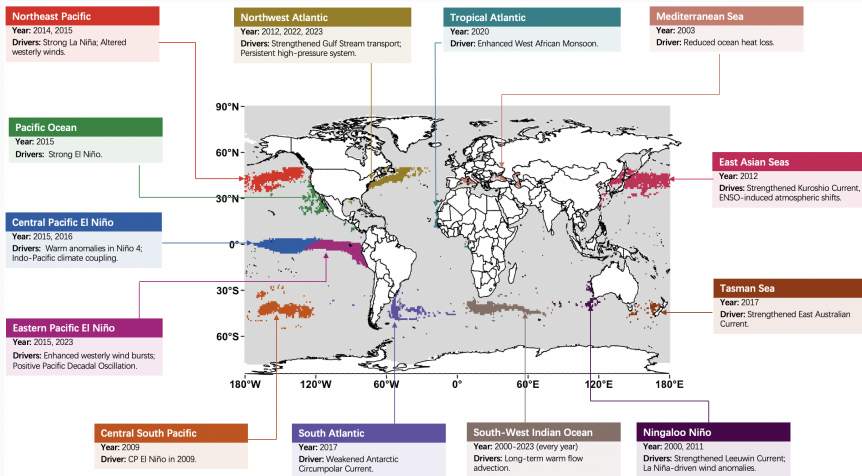 Northeast Pacific
Year: 2014, 2015
Drivers: Strong La Niña; Altered
westerly winds.
Northwest Atlantic
Year: 2012, 2022, 2023
Drivers: Strengthened Gulf Stream transport;
Persistent high-pressure system.
Tropical Atlantic
Year: 2020
Driver: Enhanced West African Monsoon.
Mediterranean Sea
Year: 2003
Driver: Reduced ocean heat loss.
Pacific Ocean
Year: 2015
Drivers: Strong El Niño.
East Asian Seas
Year: 2012
Drives: Strengthened Kuroshio Current,
ENSO-induced atmospheric shifts.
Central Pacific El Niño
Year: 2015, 2016
Drivers: Warm anomalies in Niño 4;
Indo-Pacific climate coupling.
Tasman Sea
Year: 2017
Driver: Strengthened East Australian
Current.
Eastern Pacific El Niño
Year: 2015, 2023
Drivers: Enhanced westerly wind bursts;
Positive Pacific Decadal Oscillation.
90°N
60°N
30°N
0°
30°S
60°S
180°W 120°W 60°W 0° 60°E 120°E 180°E
Central South Pacific
Year: 2009
Driver: CP El Niño in 2009.
South Atlantic
Year: 2017
Driver: Weakened Antarctic
Circumpolar Current.
South-West Indian Ocean
Year: 2000-2023 (every year)
Drivers: Long-term warm flow
advection.
Ningaloo Niño
Year: 2000, 2011
Drivers: Strengthened Leeuwin Current;
La Niña-driven wind anomalies.